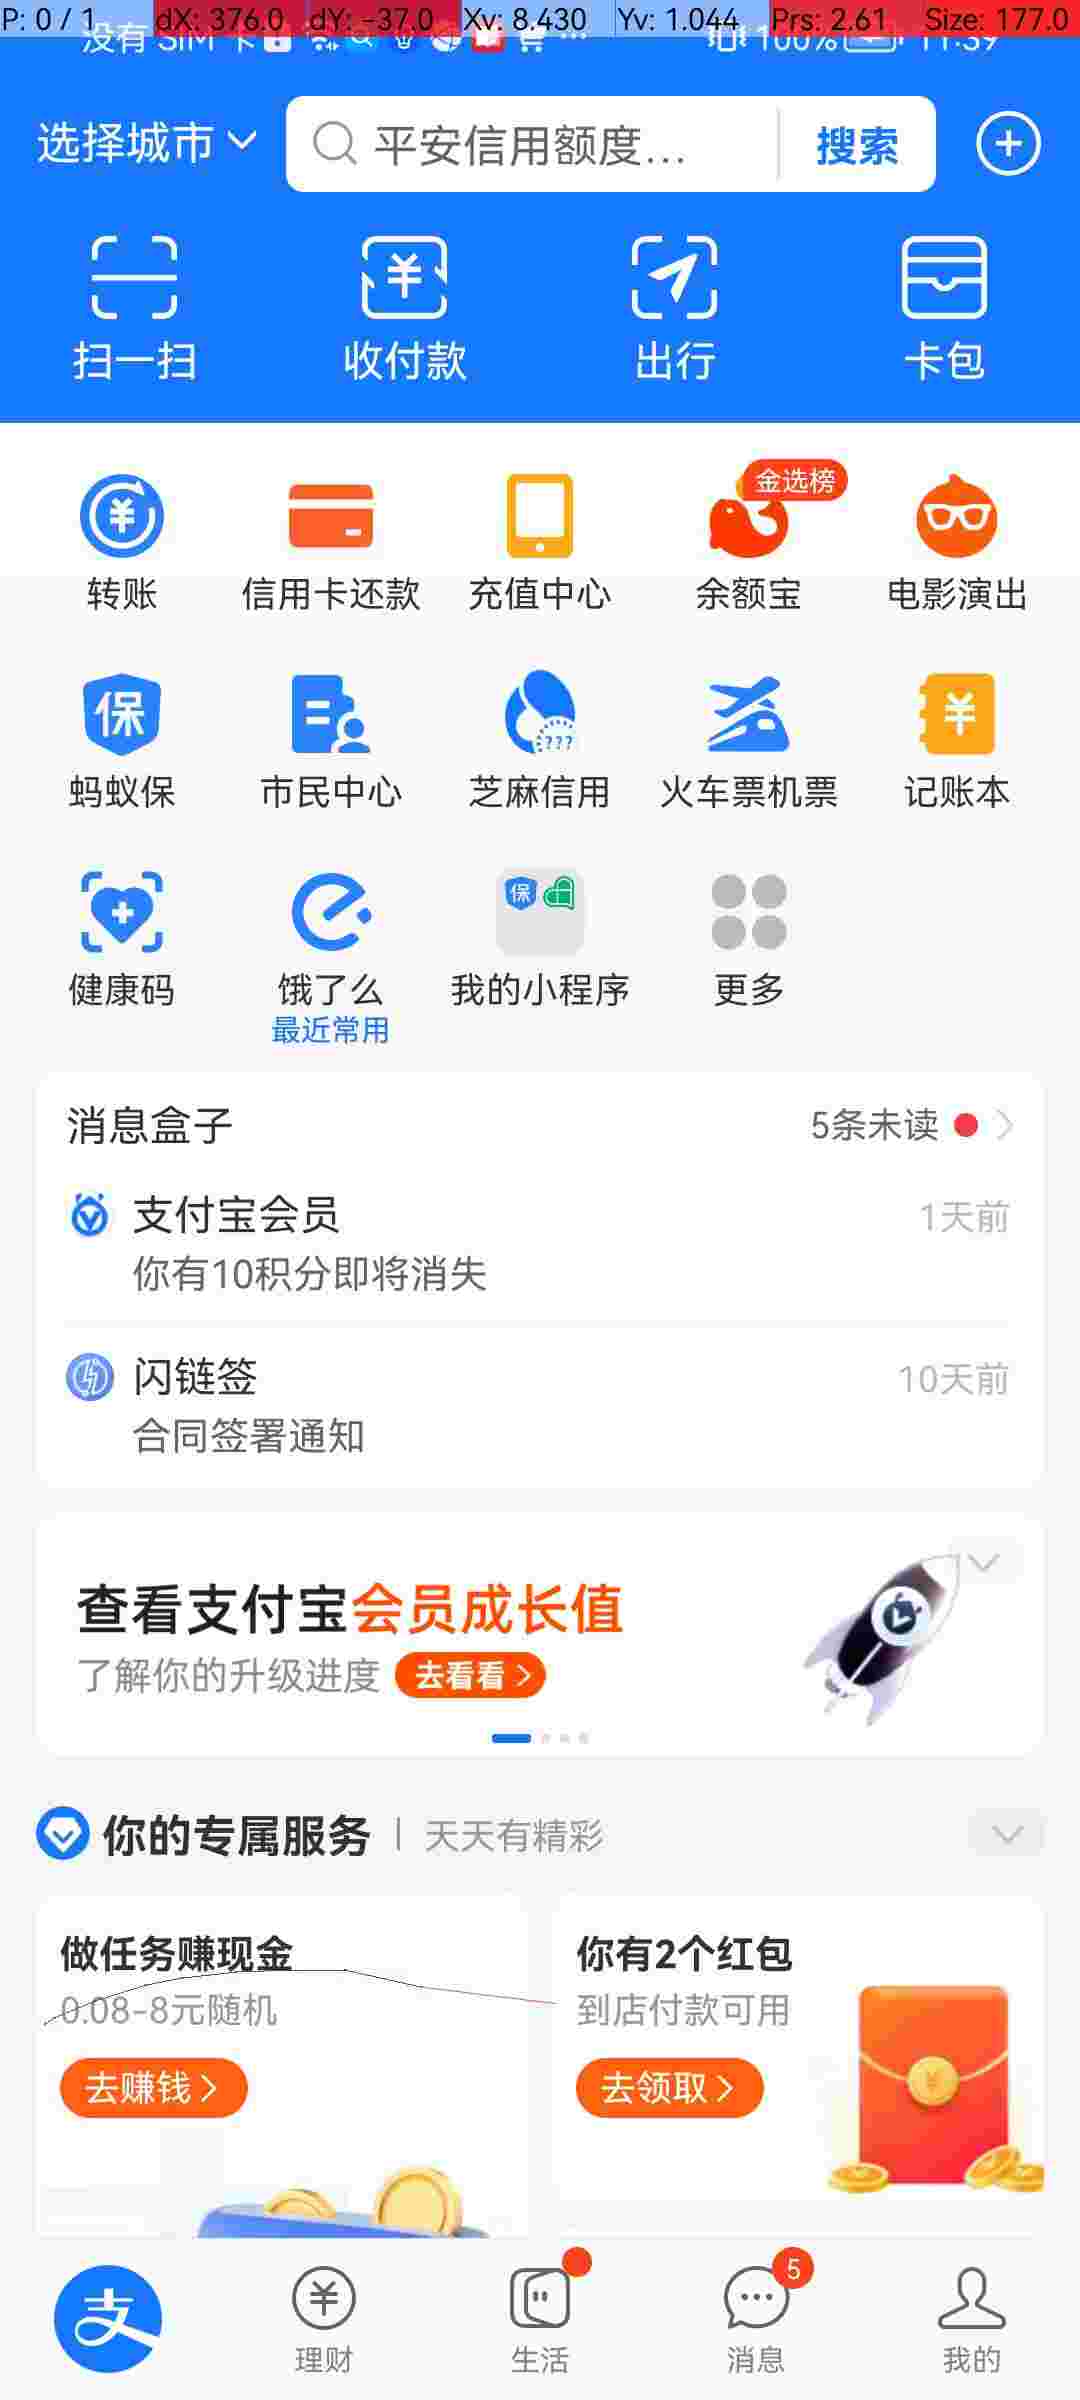 P: 0 / 1 dX: 376.0 dY: -37.0 Xv: 8.430 Yv: 1.044 Prs: 2.61 Size: 177.0
没有 SIM 卡 100% 11:39
选择城市 平安信用额度... 搜索
扫一扫 收付款 出行 卡包
金选榜
转账 信用卡还款 充值中心 余额宝 电影演出
保 ???
蚂蚁保 市民中心 芝麻信用 火车票机票 记账本
保
健康码 饿了么 我的小程序 更多
最近常用
消息盒子 5条未读
支付宝会员 1天前
你有10积分即将消失
闪链签 10天前
合同签署通知
查看支付宝会员成长值
了解你的升级进度 去看看
你的专属服务 天天有精彩
做任务赚现金 你有2个红包
0.08-8元随机 到店付款可用
去赚钱 去领取
支 5
理财 生活 消息 我的